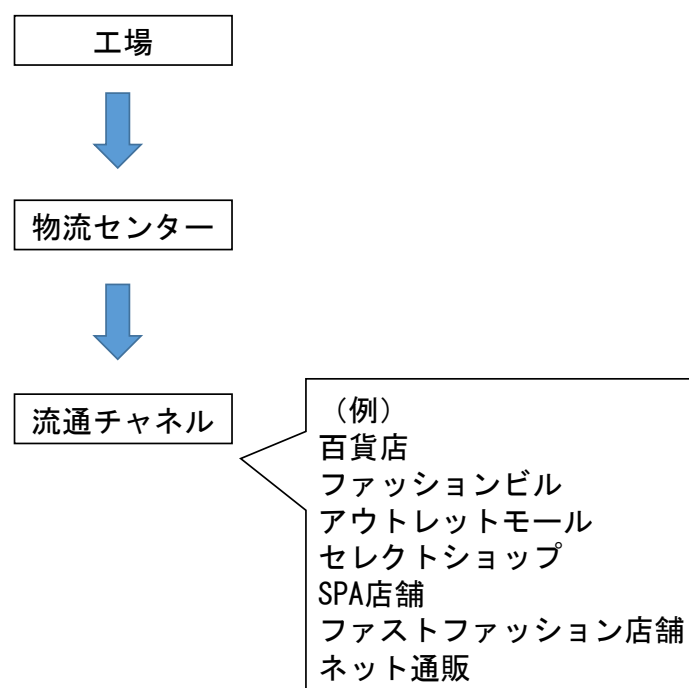 工場
物流センター
流通チャネル
（例）
百貨店
ファッションビル
アウトレットモール
セレクトショップ
SPA店舗
ファストファッション店舗
ネット通販